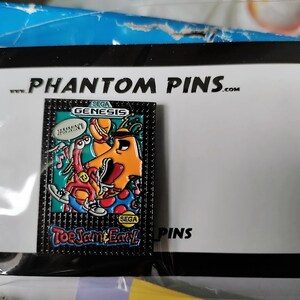 www.PHANTOM PINS.com
SEGA
GENESIS
JAMMIN'!
ToeJam & Earl
SEGA
PINS